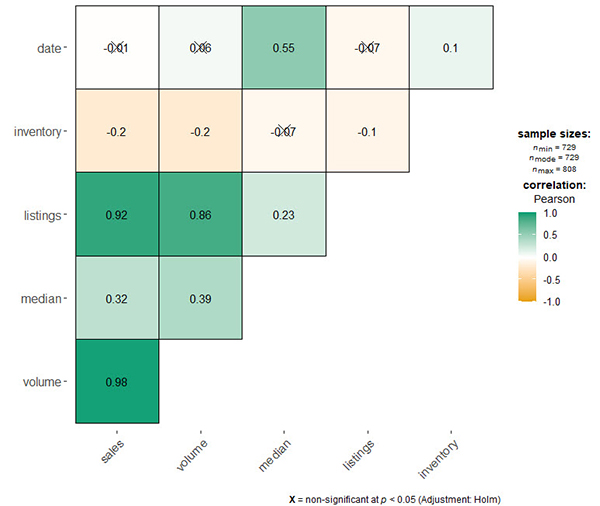 date
-0.01 0.06 0.55 -0.07 0.1
inventory
-0.2 -0.2 -0.07 -0.1
listings
0.92 0.86 0.23
median
0.32 0.39
volume
0.98
sales volume median listings inventory
sample sizes:
nmin = 729
nmode = 729
nmax = 808
correlation:
Pearson
1.0
0.5
0.0
-0.5
-1.0
X = non-significant at p < 0.05 (Adjustment: Holm)